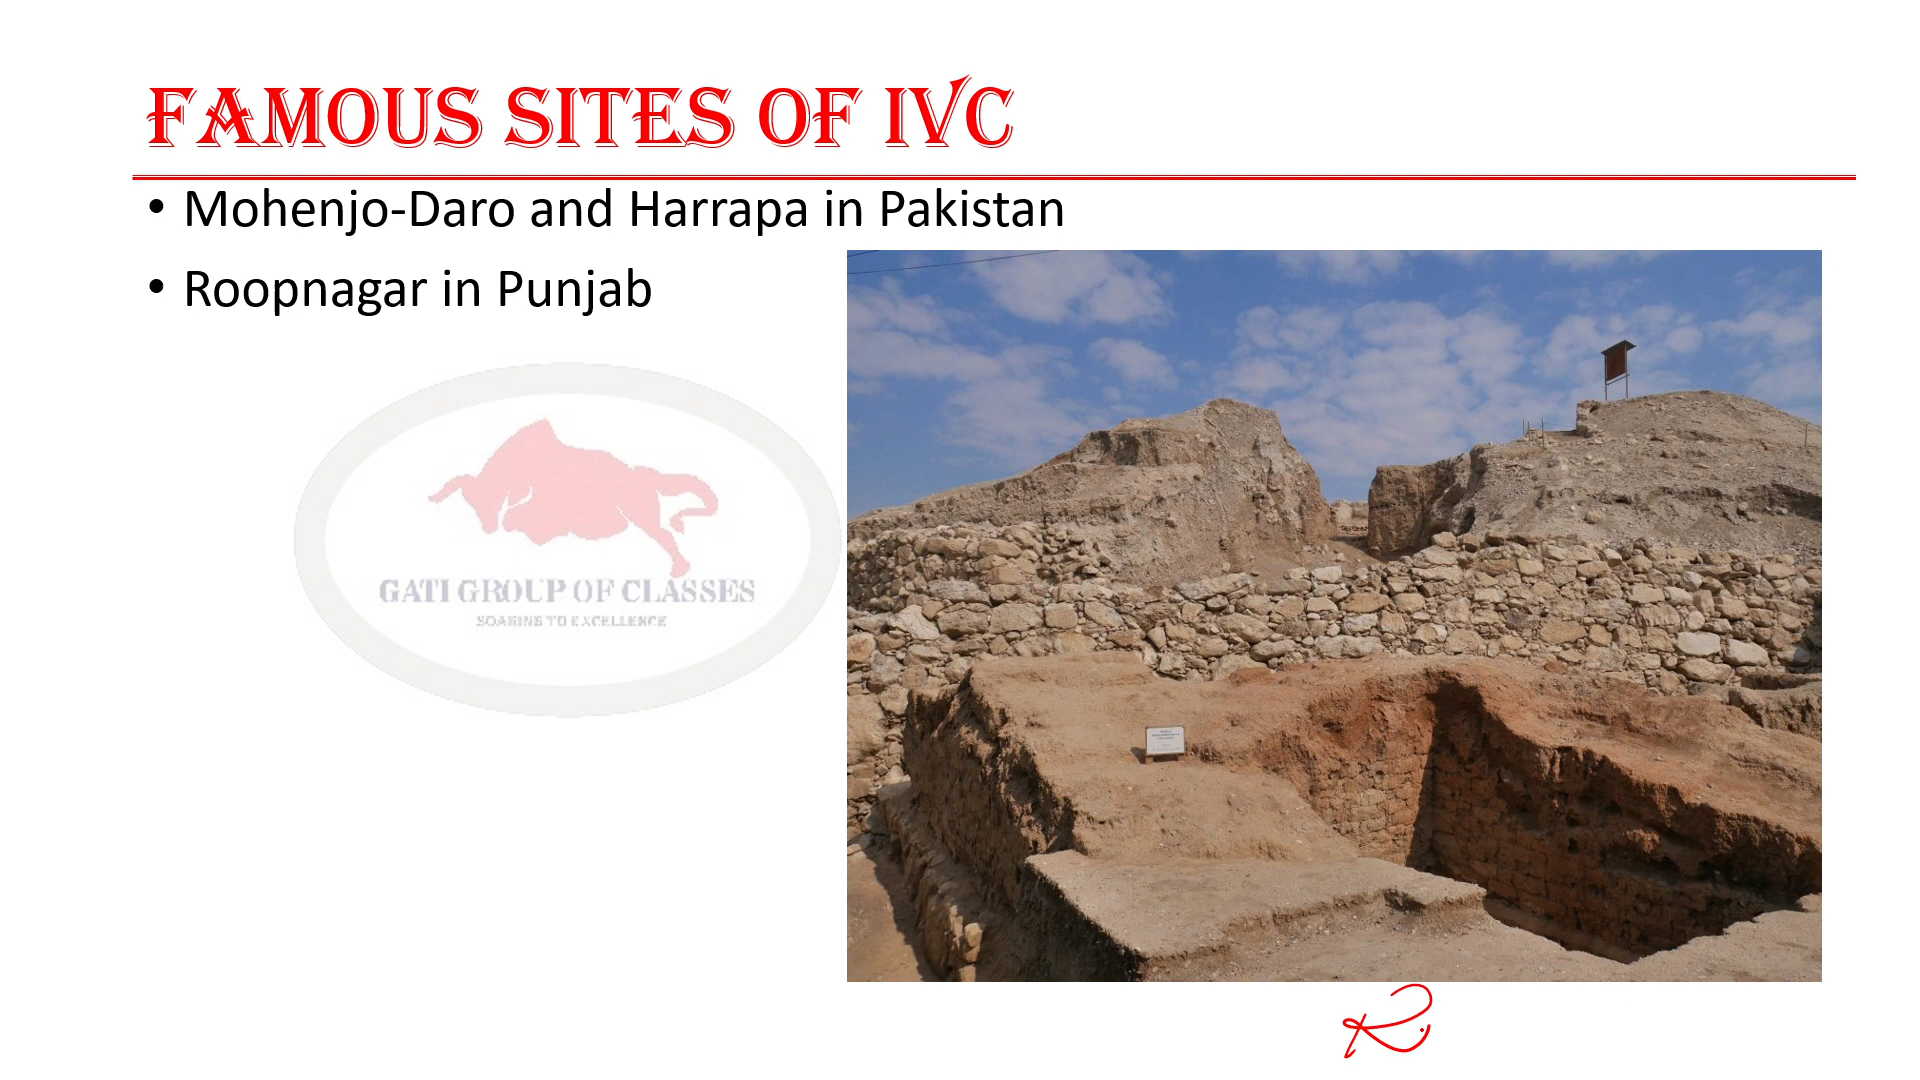 FAMOUS SITES OF IVC
• Mohenjo-Daro and Harrapa in Pakistan
• Roopnagar in Punjab
GATI GROUP OF CLASSES
SOARING TO EXCELLENCE
R